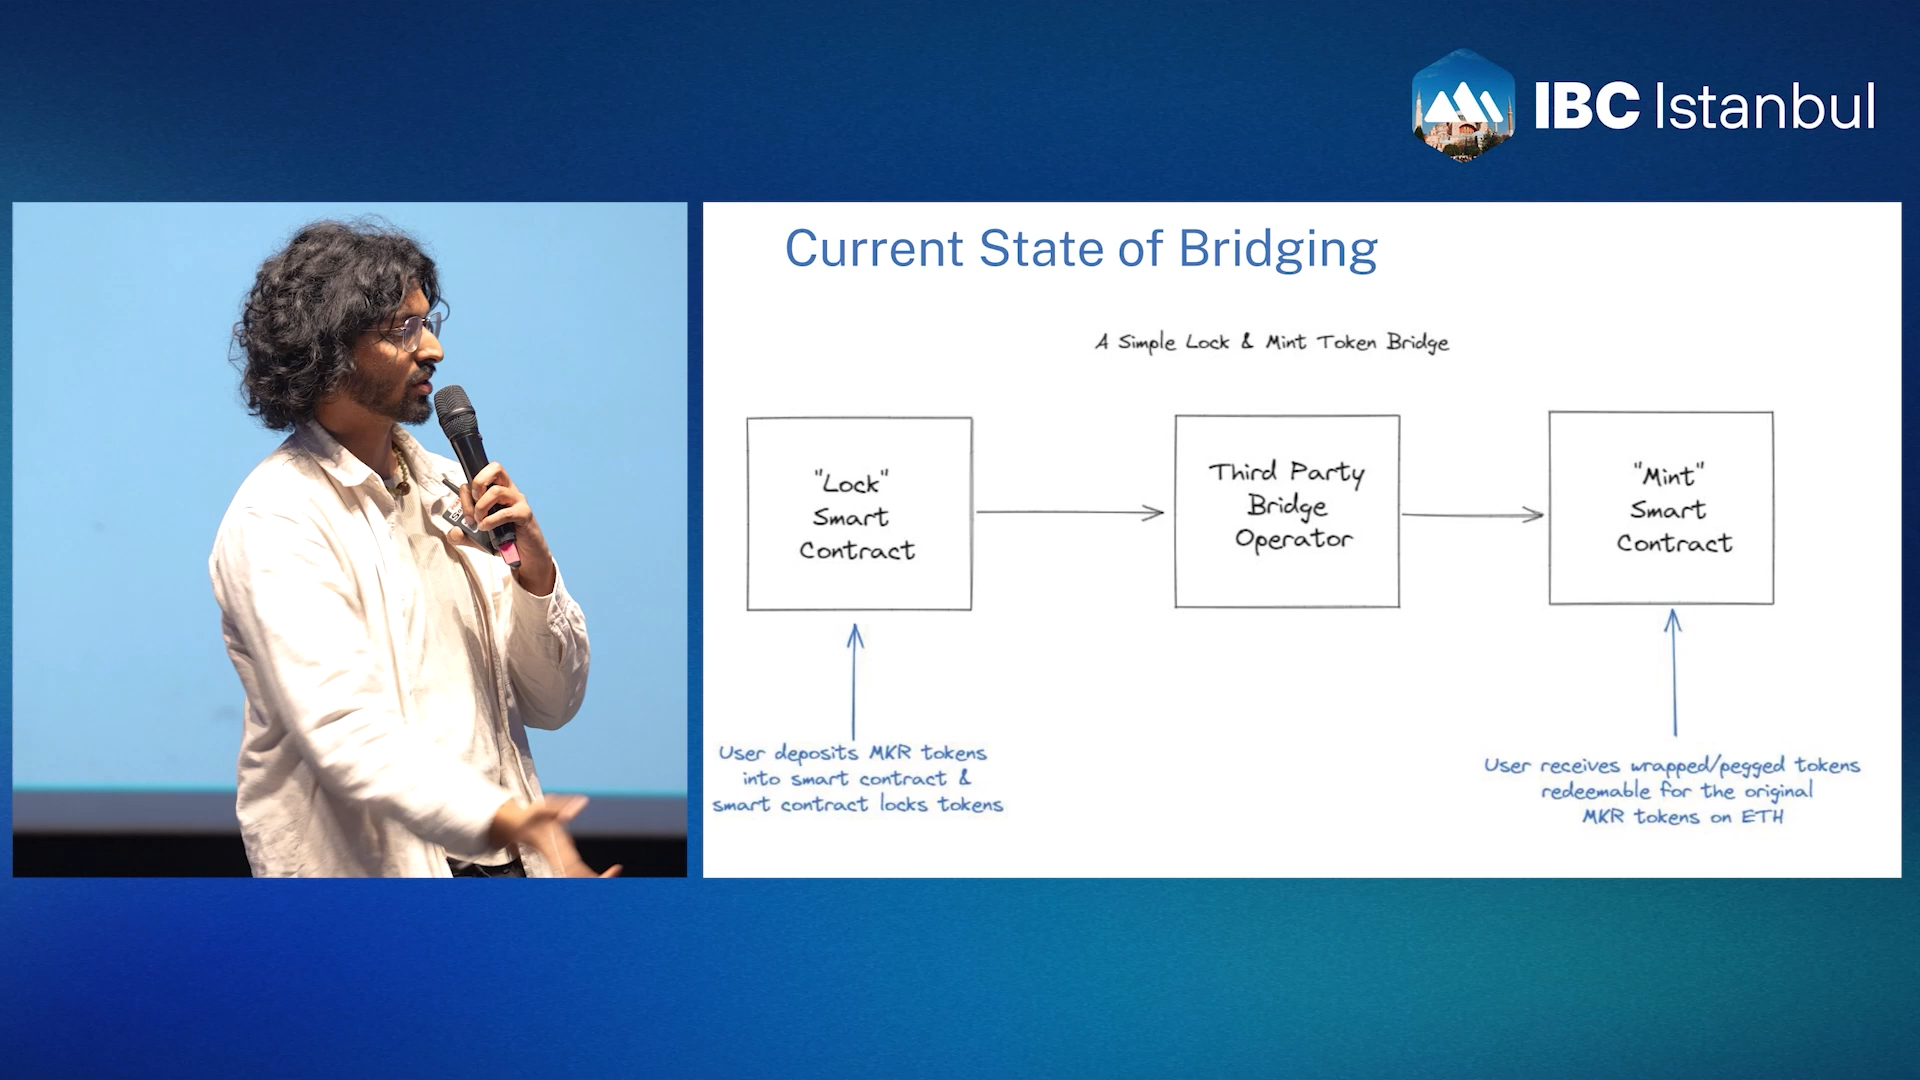 IBC Istanbul
Current State of Bridging
A Simple Lock & Mint Token Bridge
"Lock"
Smart
Contract
Third Party
Bridge
Operator
"Mint"
Smart
Contract
User deposits MKR tokens
into smart contract &
smart contract locks tokens
User receives wrapped/pegged tokens
redeemable for the original
MKR tokens on ETH